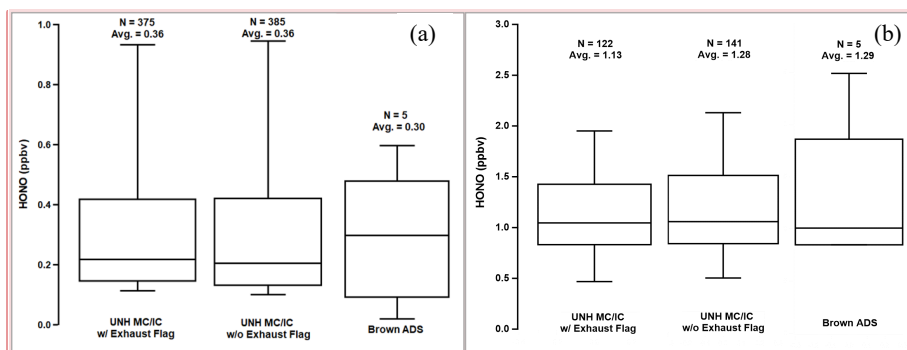 N = 375
Avg. = 0.36
N = 385
Avg. = 0.36
(a)
N = 5
Avg. = 0.30
1.0
0.8
0.6
0.4
0.2
0.0
HONO (ppbv)
UNH MC/IC
w/ Exhaust Flag
UNH MC/IC
w/o Exhaust Flag
Brown ADS
N = 122
Avg. = 1.13
N = 141
Avg. = 1.28
N = 5
Avg. = 1.29
(b)
3.0
2.5
2.0
1.5
1.0
0.5
0.0
HONO (ppbv)
UNH MC/IC
w/ Exhaust Flag
UNH MC/IC
w/o Exhaust Flag
Brown ADS